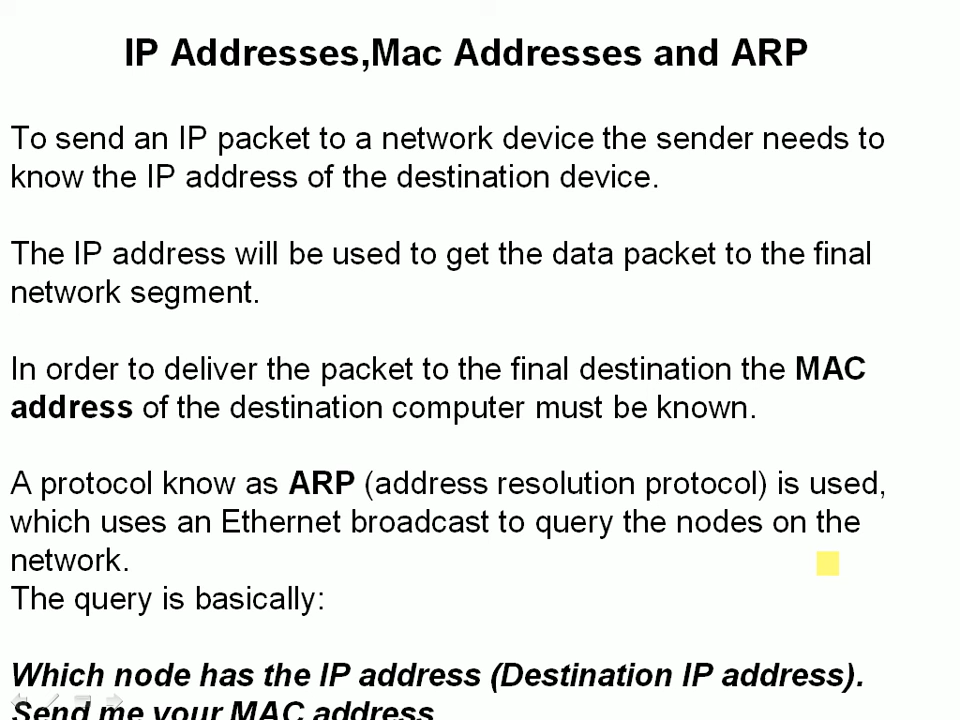 IP Addresses,Mac Addresses and ARP
To send an IP packet to a network device the sender needs to
know the IP address of the destination device.
The IP address will be used to get the data packet to the final
network segment.
In order to deliver the packet to the final destination the MAC
address of the destination computer must be known.
A protocol know as ARP (address resolution protocol) is used,
which uses an Ethernet broadcast to query the nodes on the
network.
The query is basically:
Which node has the IP address (Destination IP address).
Send me your MAC address